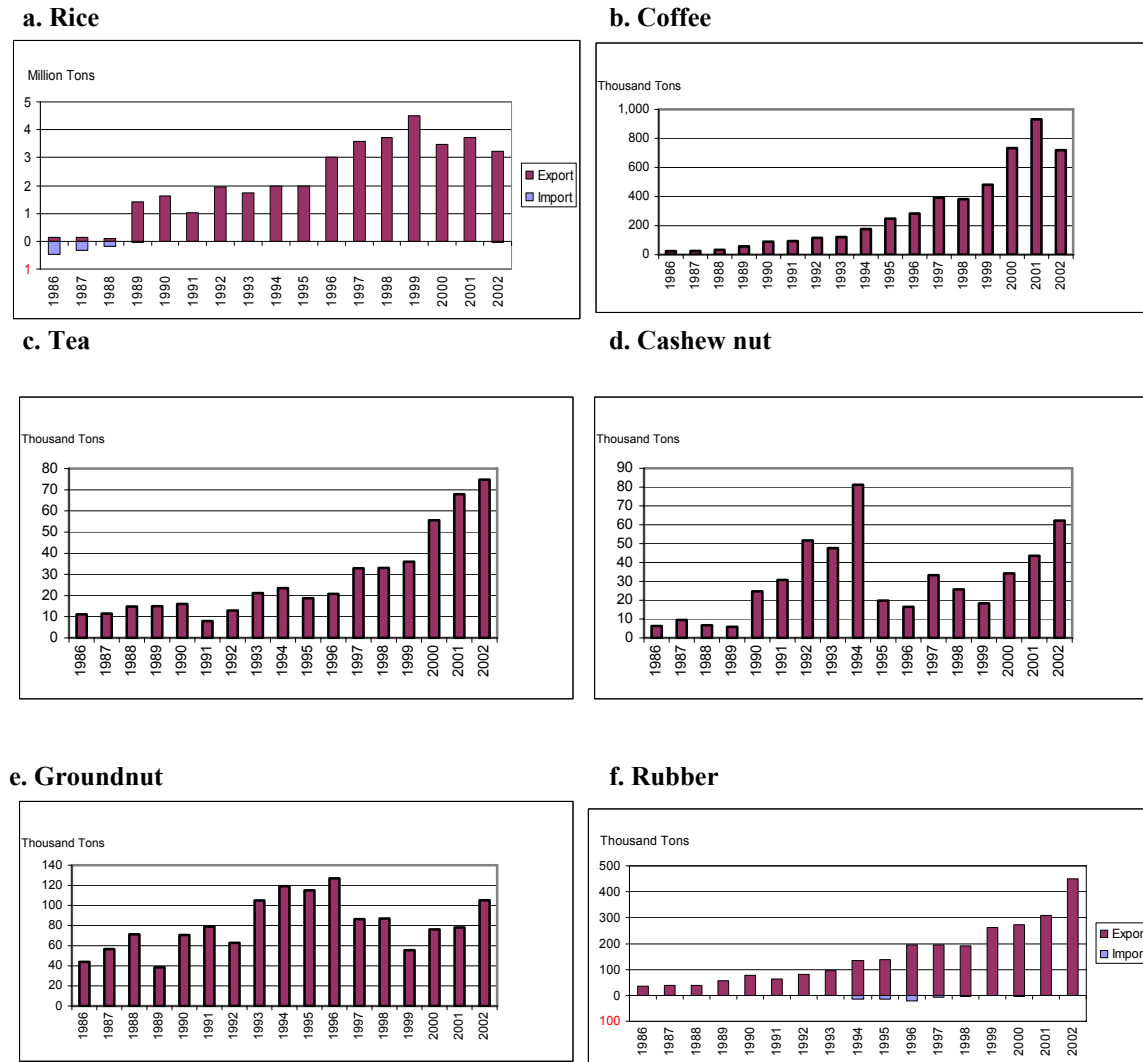 a. Rice
Million Tons
5
4
3
2
1
0
1
1986 1987 1988 1989 1990 1991 1992 1993 1994 1995 1996 1997 1998 1999 2000 2001 2002
Export
Import
b. Coffee
Thousand Tons
1,000
800
600
400
200
0
1986 1987 1988 1989 1990 1991 1992 1993 1994 1995 1996 1997 1998 1999 2000 2001 2002
c. Tea
Thousand Tons
80
70
60
50
40
30
20
10
0
1986 1987 1988 1989 1990 1991 1992 1993 1994 1995 1996 1997 1998 1999 2000 2001 2002
d. Cashew nut
Thousand Tons
90
80
70
60
50
40
30
20
10
0
1986 1987 1988 1989 1990 1991 1992 1993 1994 1995 1996 1997 1998 1999 2000 2001 2002
e. Groundnut
Thousand Tons
140
120
100
80
60
40
20
0
1986 1987 1988 1989 1990 1991 1992 1993 1994 1995 1996 1997 1998 1999 2000 2001 2002
f. Rubber
Thousand Tons
500
400
300
200
100
0
100
1986 1987 1988 1989 1990 1991 1992 1993 1994 1995 1996 1997 1998 1999 2000 2001 2002
Expor
Impor